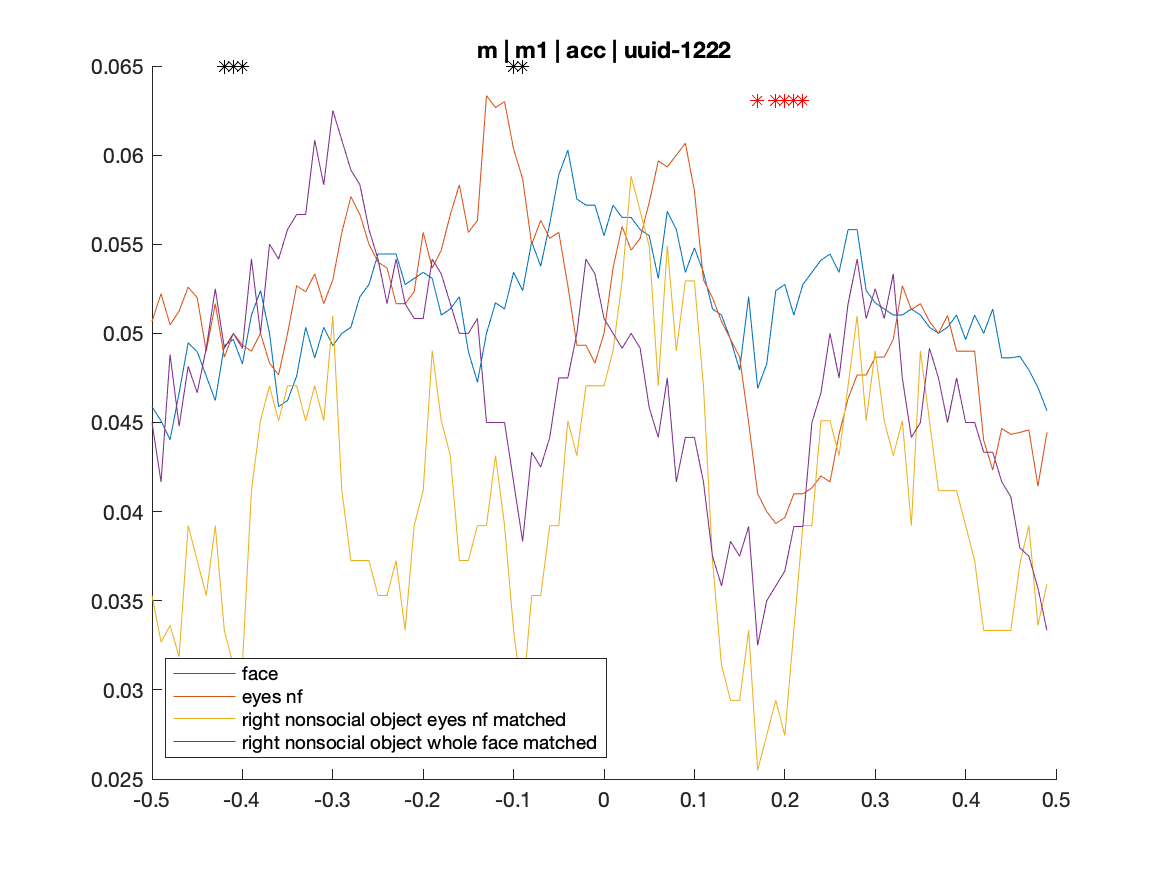 m | m1 | acc | uuid-1222
0.065
0.06
0.055
0.05
0.045
0.04
0.035
0.03
0.025
face
eyes nf
right nonsocial object eyes nf matched
right nonsocial object whole face matched
-0.5 -0.4 -0.3 -0.2 -0.1 0 0.1 0.2 0.3 0.4 0.5